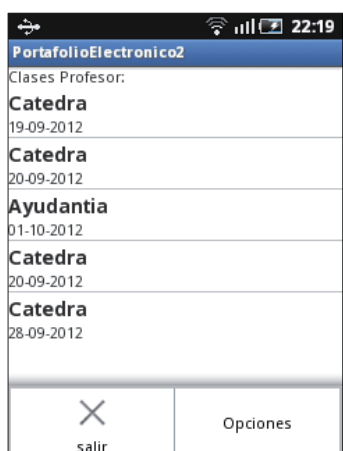 22:19
PortafolioElectronico2
Clases Profesor:
Catedra
19-09-2012
Catedra
20-09-2012
Ayudantia
01-10-2012
Catedra
20-09-2012
Catedra
28-09-2012
salir
Opciones